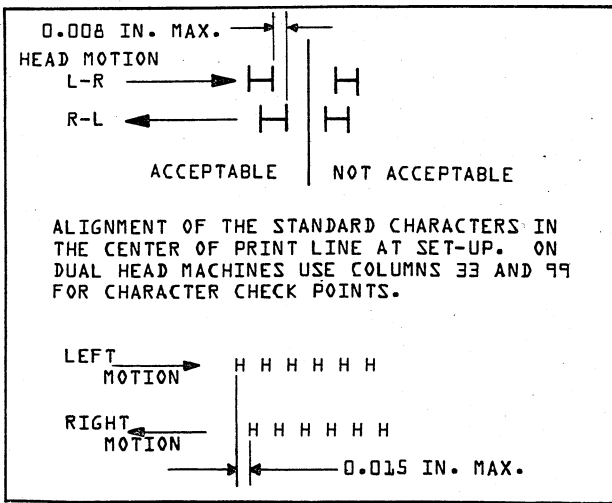 0.008 IN. MAX.
HEAD MOTION
L-R H H
R-L H H
ACCEPTABLE NOT ACCEPTABLE
ALIGNMENT OF THE STANDARD CHARACTERS IN
THE CENTER OF PRINT LINE AT SET-UP. ON
DUAL HEAD MACHINES USE COLUMNS 33 AND 99
FOR CHARACTER CHECK POINTS.
LEFT
MOTION
H H H H H H
RIGHT
MOTION
H H H H H H
0.015 IN. MAX.